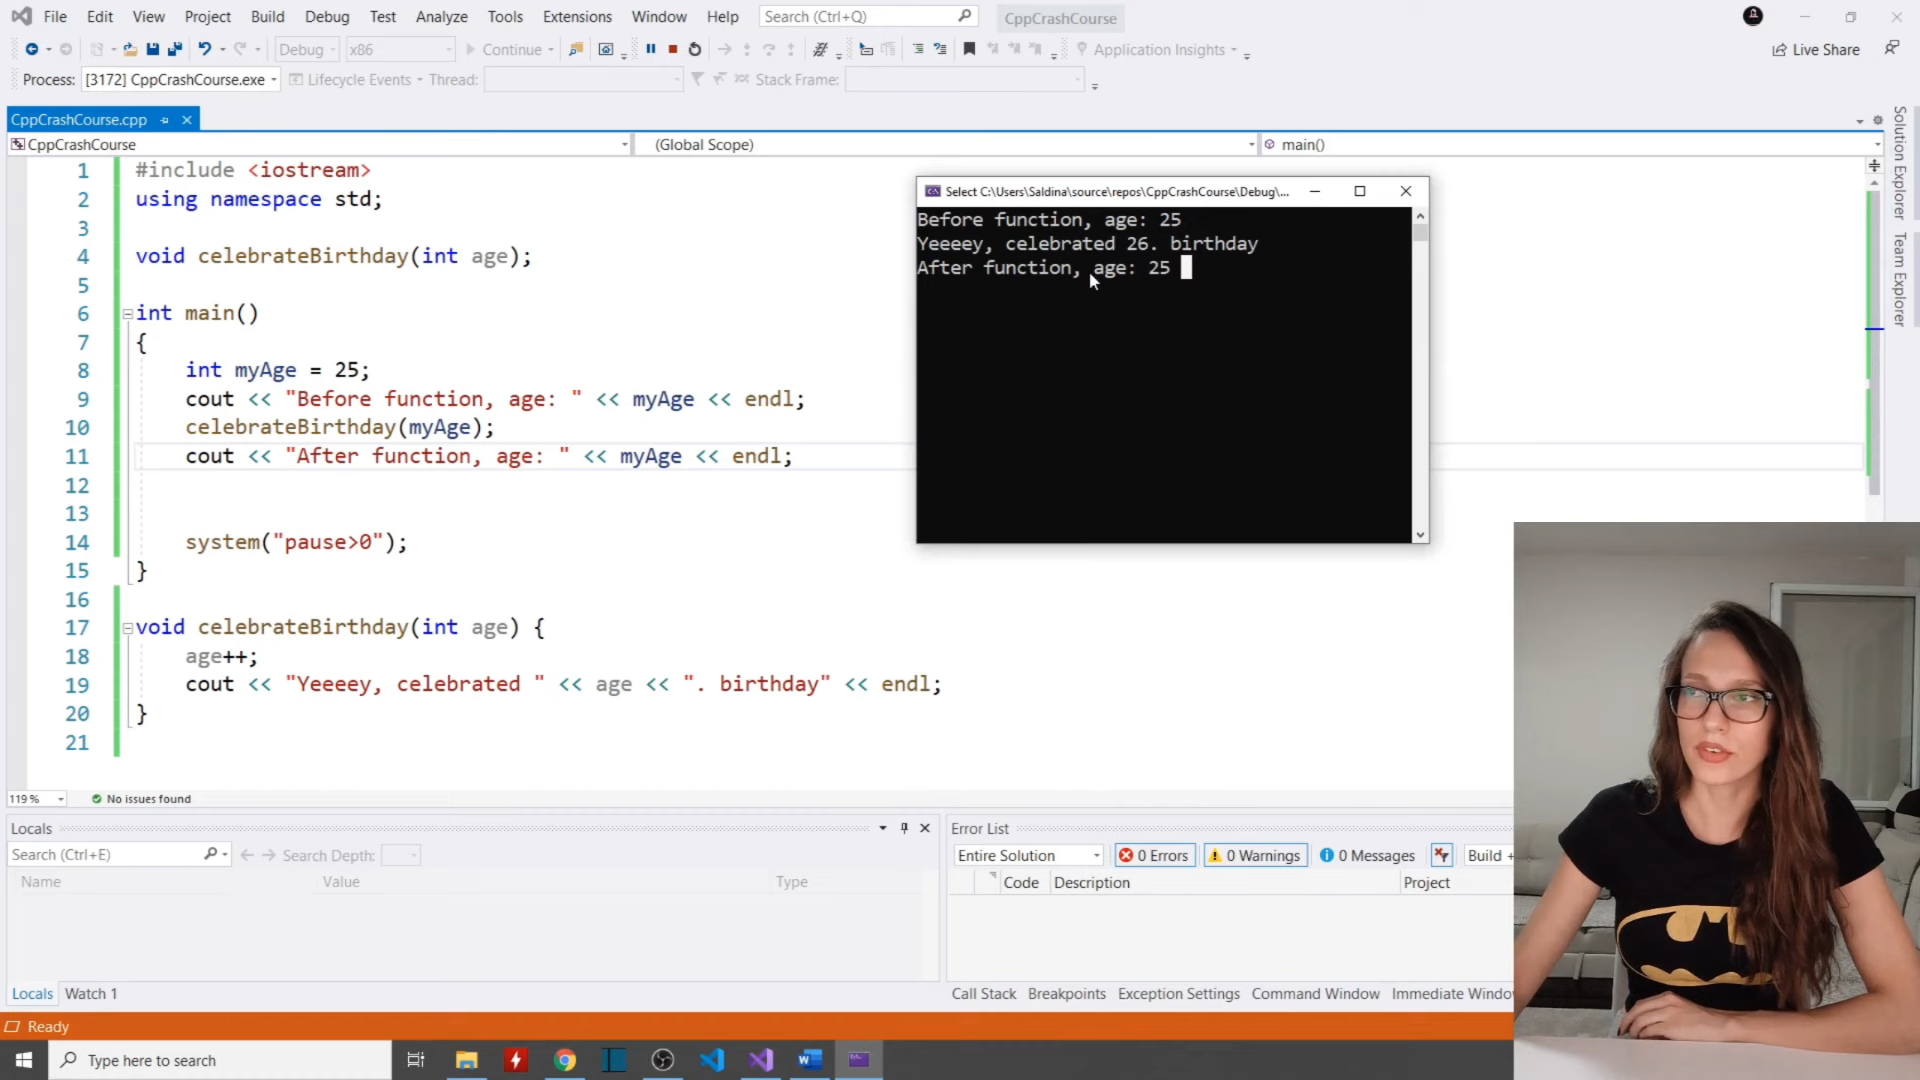 File Edit View Project Build Debug Test Analyze Tools Extensions Window Help Search (Ctrl+Q) CppCrashCourse
Debug x86 Continue Application Insights Live Share
Process: [3172] CppCrashCourse.exe Lifecycle Events Thread: Stack Frame:
CppCrashCourse.cpp
CppCrashCourse (Global Scope) main()
1 #include <iostream>
2 using namespace std;
3
4 void celebrateBirthday(int age);
5
6 int main()
7 {
8 int myAge = 25;
9 cout << "Before function, age: " << myAge << endl;
10 celebrateBirthday(myAge);
11 cout << "After function, age: " << myAge << endl;
12
13
14 system("pause>0");
15 }
16
17 void celebrateBirthday(int age) {
18 age++;
19 cout << "Yeeeey, celebrated " << age << ". birthday" << endl;
20 }
21
Select C:\Users\Saldina\source\repos\CppCrashCourse\Debug\...
Before function, age: 25
Yeeeey, celebrated 26. birthday
After function, age: 25
Solution Explorer
Team Explorer
119 % No issues found
Locals
Search (Ctrl+E) Search Depth:
Name Value Type
Locals Watch 1
Error List
Entire Solution 0 Errors 0 Warnings 0 Messages Build +
Code Description Project
Call Stack Breakpoints Exception Settings Command Window Immediate Windo
Ready
Type here to search